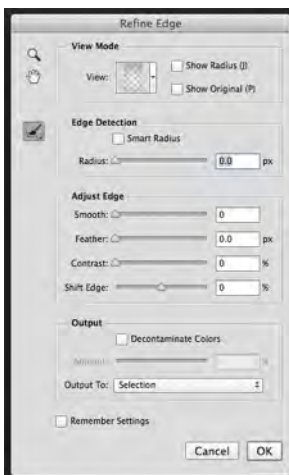 Refine Edge
View Mode
View:
Show Radius (J)
Show Original (P)
Edge Detection
Smart Radius
Radius: 0.0 px
Adjust Edge
Smooth: 0
Feather: 0.0 px
Contrast: 0 %
Shift Edge: 0 %
Output
Decontaminate Colors
Amount: %
Output To: Selection
Remember Settings
Cancel OK